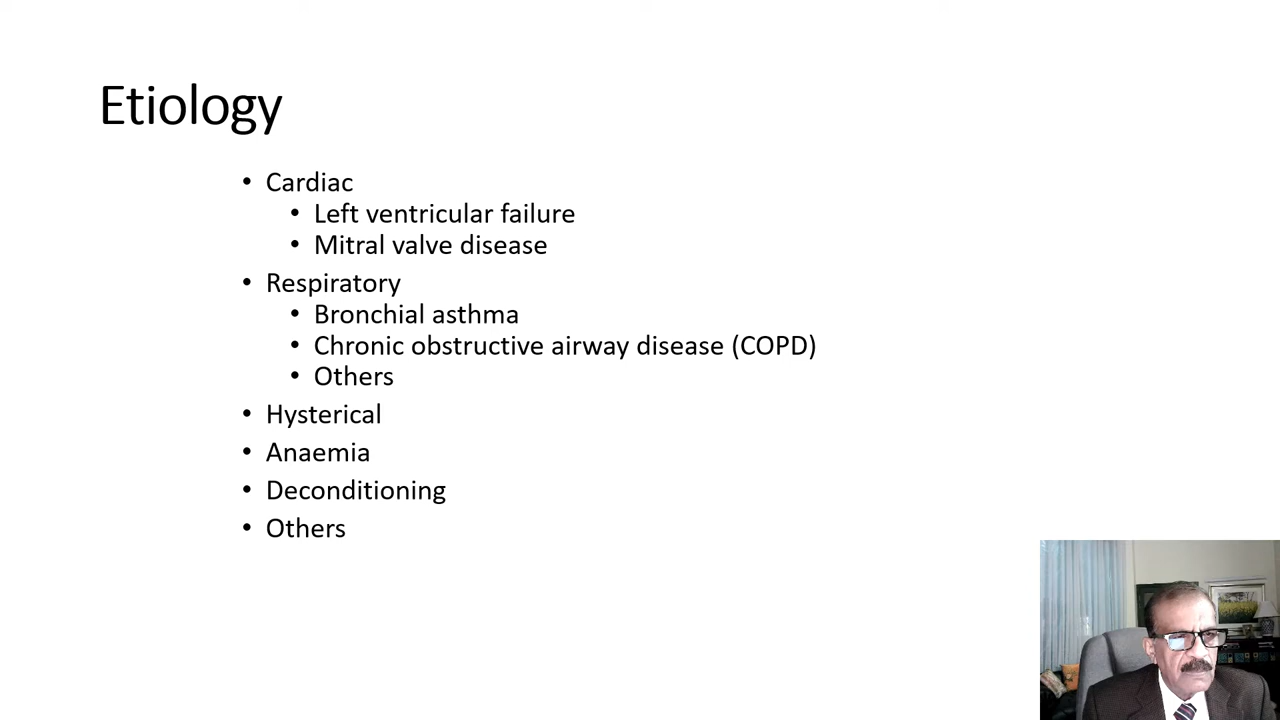 Etiology
• Cardiac
• Left ventricular failure
• Mitral valve disease
• Respiratory
• Bronchial asthma
• Chronic obstructive airway disease (COPD)
• Others
• Hysterical
• Anaemia
• Deconditioning
• Others